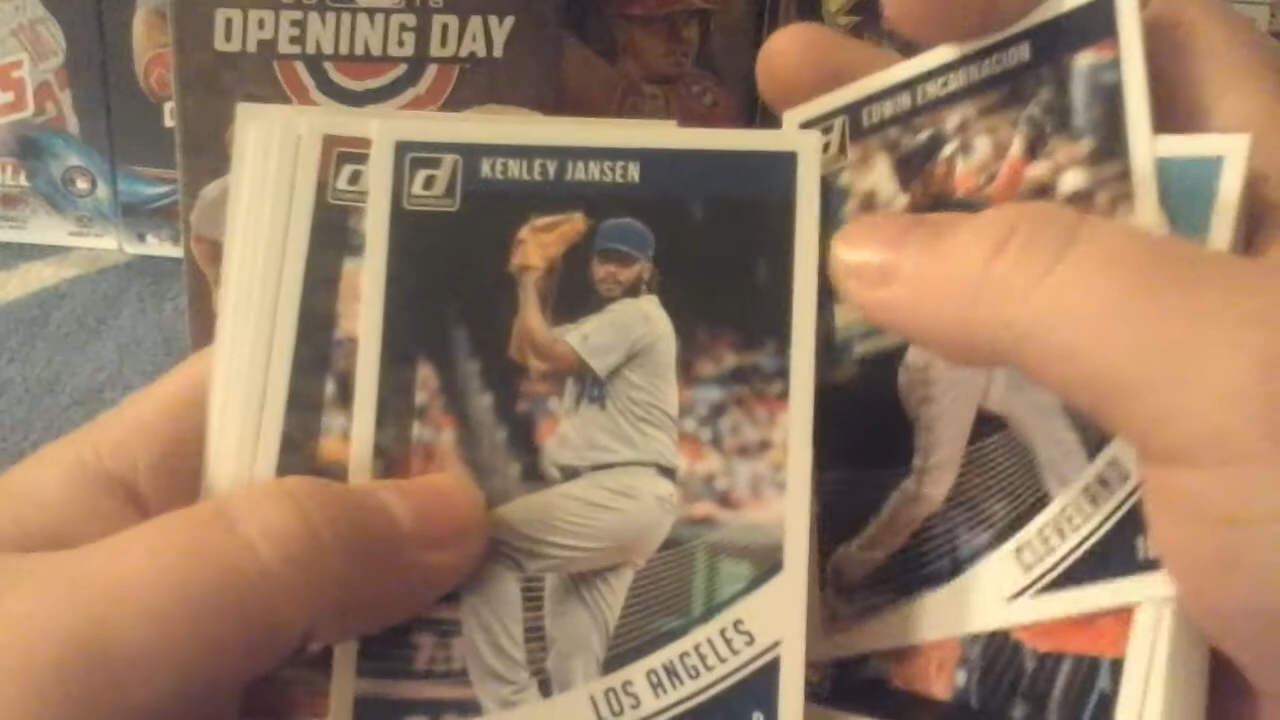 OPENING DAY
EDWIN ENCARNACION
d
KENLEY JANSEN
CLEVELAND
LOS ANGELES